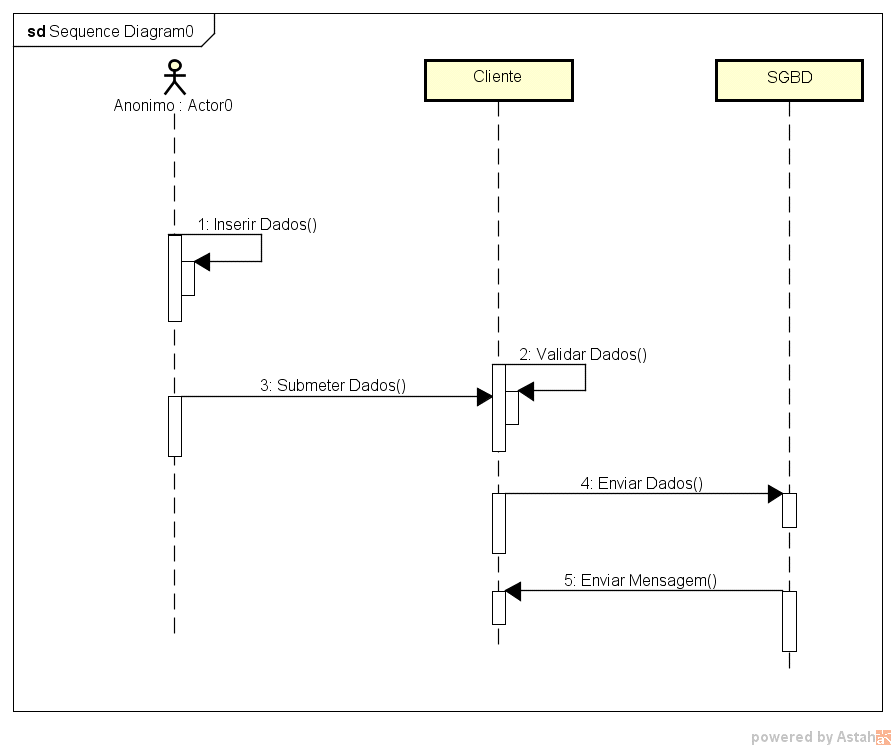 sd Sequence Diagram0
Anonimo : Actor0
Cliente
SGBD
1: Inserir Dados()
2: Validar Dados()
3: Submeter Dados()
4: Enviar Dados()
5: Enviar Mensagem()
powered by Astah